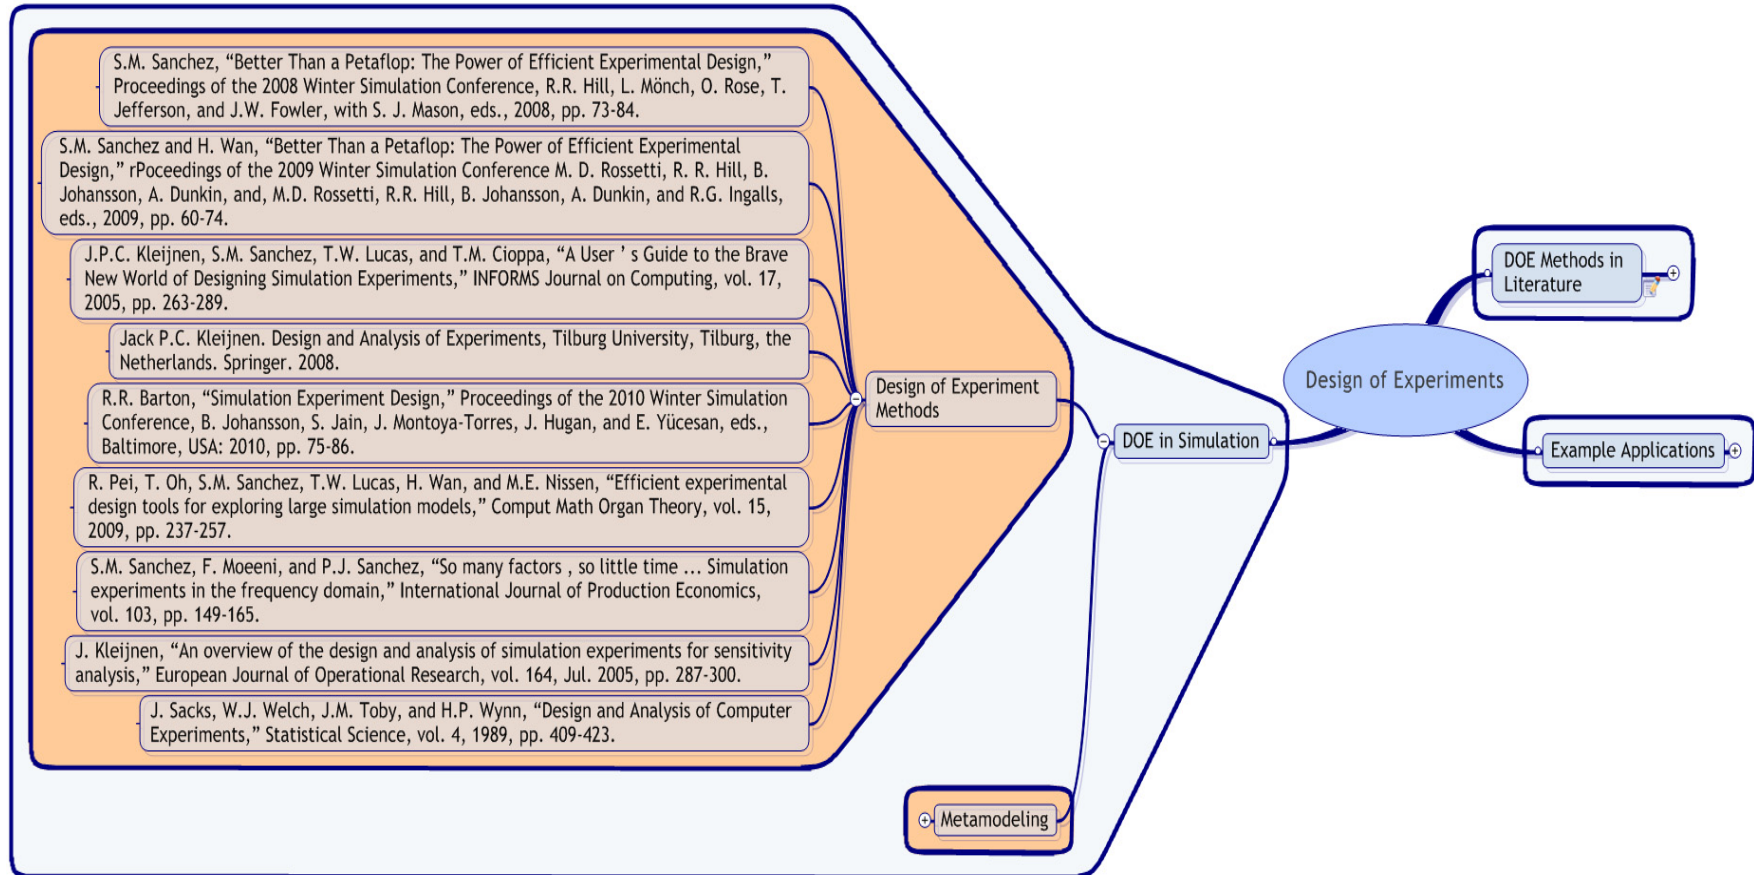 S.M. Sanchez, “Better Than a Petaflop: The Power of Efficient Experimental Design,”
Proceedings of the 2008 Winter Simulation Conference, R.R. Hill, L. Mönch, O. Rose, T.
Jefferson, and J.W. Fowler, with S. J. Mason, eds., 2008, pp. 73-84.
S.M. Sanchez and H. Wan, “Better Than a Petaflop: The Power of Efficient Experimental
Design,” rPoceedings of the 2009 Winter Simulation Conference M. D. Rossetti, R. R. Hill, B.
Johansson, A. Dunkin, and, M.D. Rossetti, R.R. Hill, B. Johansson, A. Dunkin, and R.G. Ingalls,
eds., 2009, pp. 60-74.
J.P.C. Kleijnen, S.M. Sanchez, T.W. Lucas, and T.M. Cioppa, “A User ’ s Guide to the Brave
New World of Designing Simulation Experiments,” INFORMS Journal on Computing, vol. 17,
2005, pp. 263-289.
Jack P.C. Kleijnen. Design and Analysis of Experiments, Tilburg University, Tilburg, the
Netherlands. Springer. 2008.
R.R. Barton, “Simulation Experiment Design,” Proceedings of the 2010 Winter Simulation
Conference, B. Johansson, S. Jain, J. Montoya-Torres, J. Hugan, and E. Yücesan, eds.,
Baltimore, USA: 2010, pp. 75-86.
R. Pei, T. Oh, S.M. Sanchez, T.W. Lucas, H. Wan, and M.E. Nissen, “Efficient experimental
design tools for exploring large simulation models,” Comput Math Organ Theory, vol. 15,
2009, pp. 237-257.
S.M. Sanchez, F. Moeeni, and P.J. Sanchez, “So many factors , so little time ... Simulation
experiments in the frequency domain,” International Journal of Production Economics,
vol. 103, pp. 149-165.
J. Kleijnen, “An overview of the design and analysis of simulation experiments for sensitivity
analysis,” European Journal of Operational Research, vol. 164, Jul. 2005, pp. 287-300.
J. Sacks, W.J. Welch, J.M. Toby, and H.P. Wynn, “Design and Analysis of Computer
Experiments,” Statistical Science, vol. 4, 1989, pp. 409-423.
Design of Experiment
Methods
Metamodeling
DOE in Simulation
Design of Experiments
DOE Methods in
Literature
Example Applications